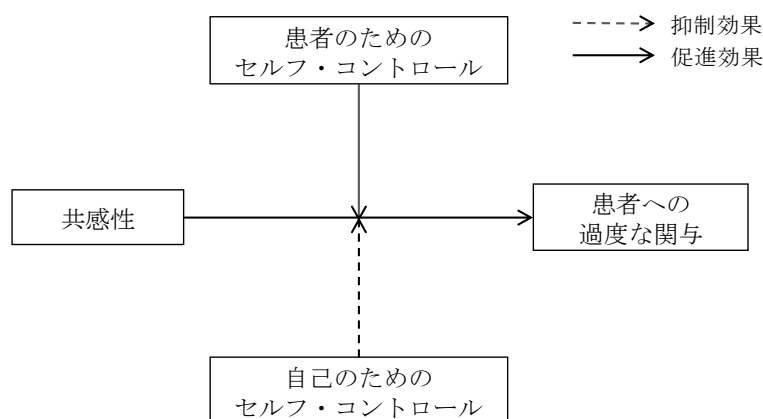 患者のための
セルフ・コントロール
抑制効果
促進効果
共感性
患者への
過度な関与
自己のための
セルフ・コントロール